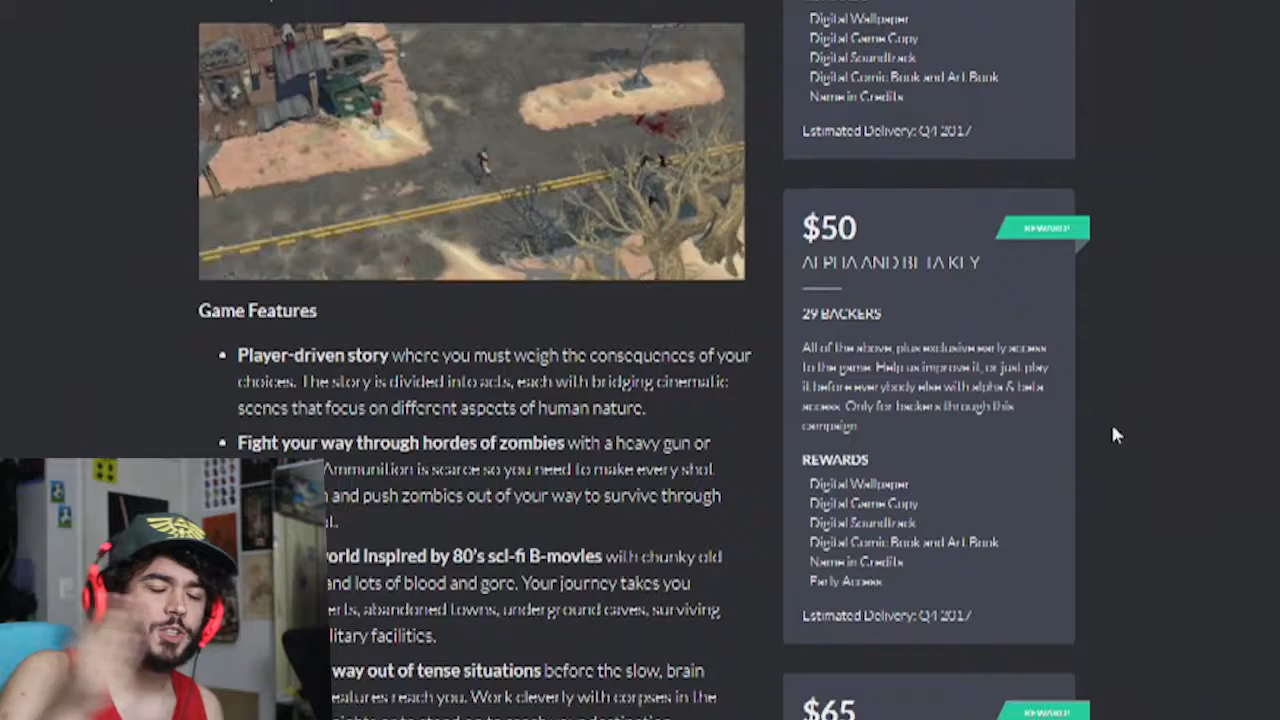 Game Features
Player-driven story where you must weigh the consequences of your
choices. The story is divided into acts, each with bridging cinematic
scenes that focus on different aspects of human nature.
Fight your way through hordes of zombies with a heavy gun or
Ammunition is scarce so you need to make every shot
and push zombies out of your way to survive through
world inspired by 80's sci-fi B-movies with chunky old
and lots of blood and gore. Your journey takes you
abandoned towns, underground caves, surviving
facilities.
way out of tense situations before the slow, brain
reach you. Work cleverly with corpses in the
Digital Wallpaper
Digital Game Copy
Digital Soundtrack
Digital Comic Book and Art Book
Name in Credits
Estimated Delivery: Q4 2017
$50
REWARD
ALPHA AND BETA KEY
29 BACKERS
All of the above, plus exclusive early access
to the game. Help us improve it, or just play
it before everybody else with alpha & beta
access. Only for backers through this
campaign.
REWARDS
Digital Wallpaper
Digital Game Copy
Digital Soundtrack
Digital Comic Book and Art Book
Name in Credits
Early Access
Estimated Delivery: Q4 2017
$65
REWARD